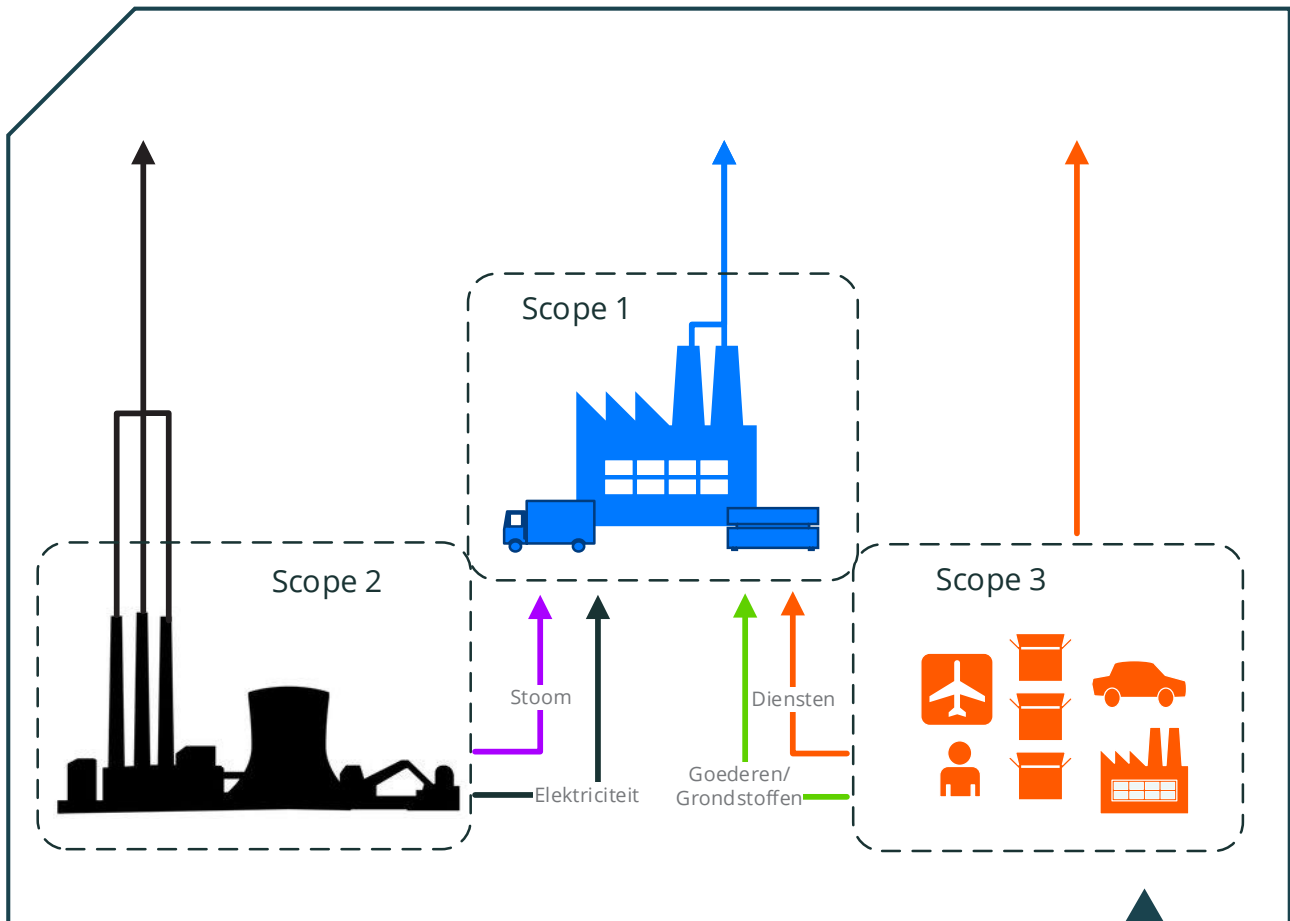 Scope 1
Scope 2
Scope 3
Stoom
Diensten
Goederen/
Grondstoffen
Elektriciteit